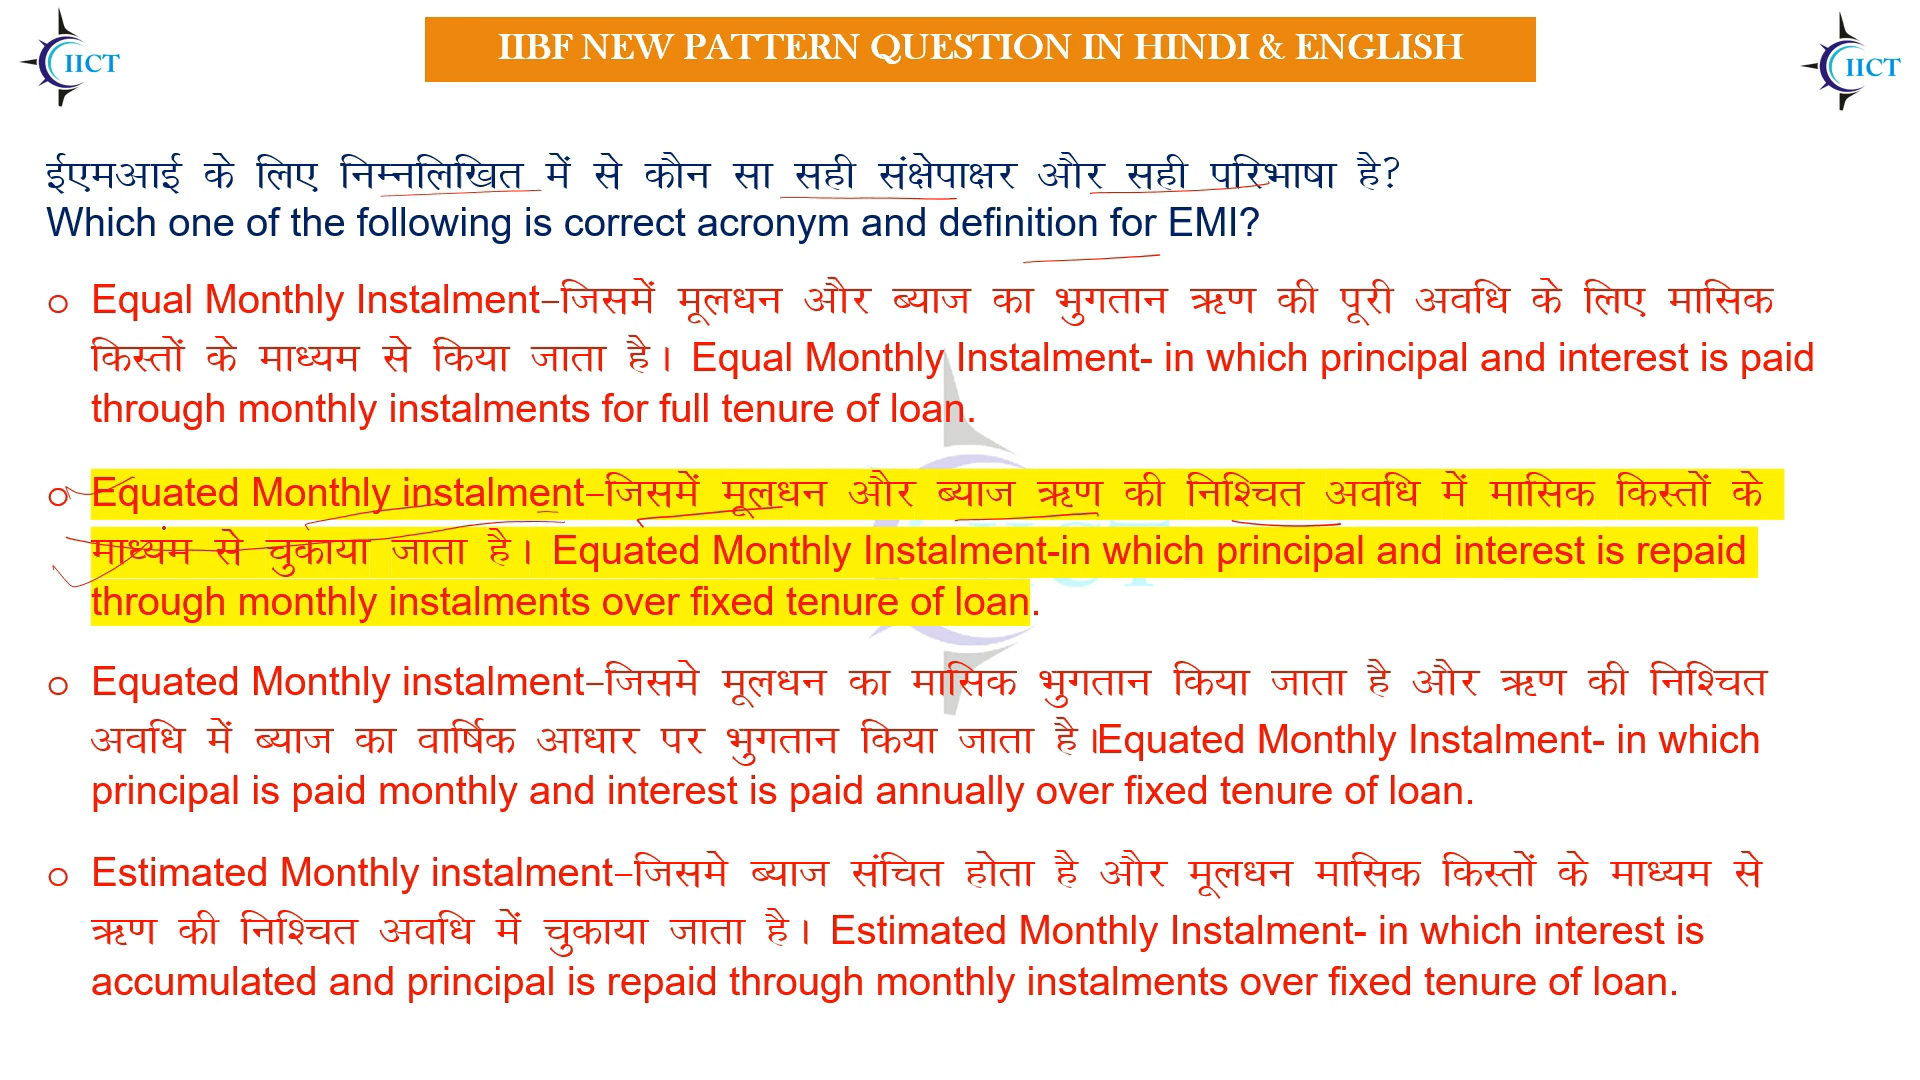 IICT
IIBF NEW PATTERN QUESTION IN HINDI & ENGLISH
IICT
ईएमआई के लिए निम्नलिखित में से कौन सा सही संक्षेपाक्षर और सही परिभाषा है?
Which one of the following is correct acronym and definition for EMI?
Equal Monthly Instalment–जिसमें मूलधन और ब्याज का भुगतान ऋण की पूरी अवधि के लिए मासिक
किस्तों के माध्यम से किया जाता है। Equal Monthly Instalment- in which principal and interest is paid
through monthly instalments for full tenure of loan.
Equated Monthly instalment–जिसमें मूलधन और ब्याज ऋण की निश्चित अवधि में मासिक किस्तों के
माध्यम से चुकाया जाता है। Equated Monthly Instalment-in which principal and interest is repaid
through monthly instalments over fixed tenure of loan.
Equated Monthly instalment–जिसमे मूलधन का मासिक भुगतान किया जाता है और ऋण की निश्चित
अवधि में ब्याज का वार्षिक आधार पर भुगतान किया जाता है।Equated Monthly Instalment- in which
principal is paid monthly and interest is paid annually over fixed tenure of loan.
Estimated Monthly instalment–जिसमे ब्याज संचित होता है और मूलधन मासिक किस्तों के माध्यम से
ऋण की निश्चित अवधि में चुकाया जाता है। Estimated Monthly Instalment- in which interest is
accumulated and principal is repaid through monthly instalments over fixed tenure of loan.